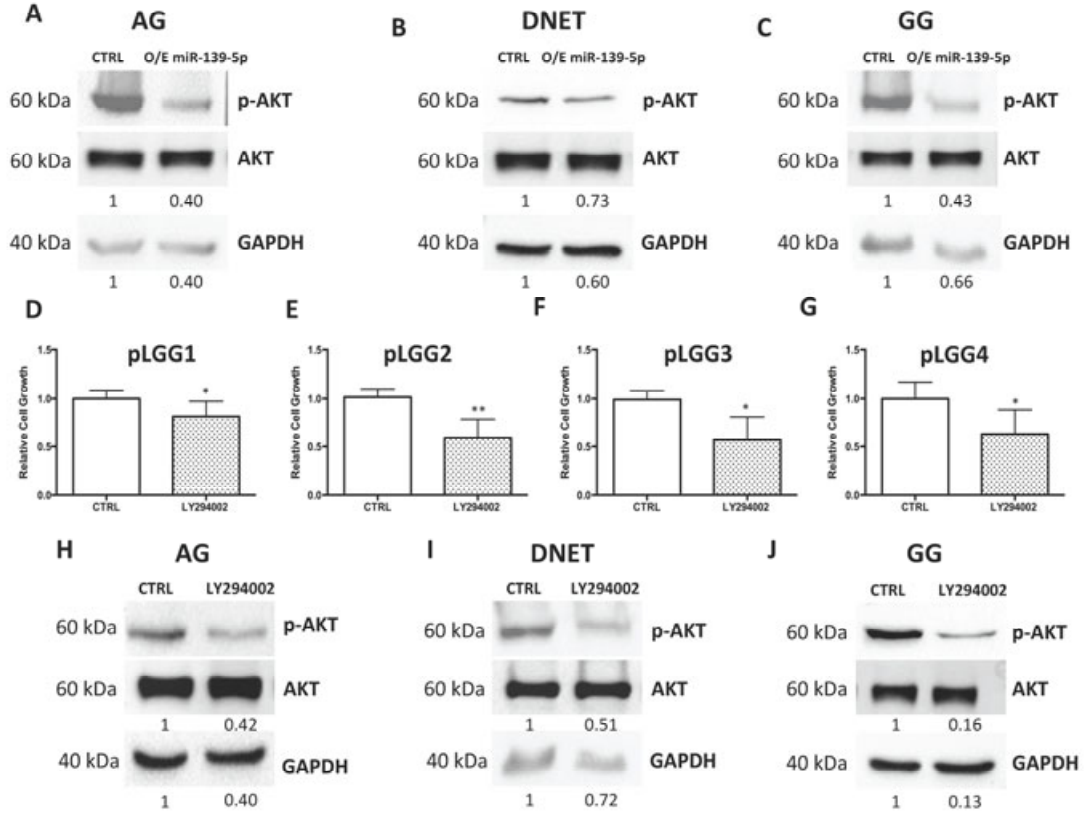 A AG
CTRL O/E miR-139-5p
60 kDa p-AKT
60 kDa AKT
1 0.40
40 kDa GAPDH
1 0.40
B DNET
CTRL O/E miR-139-5p
60 kDa p-AKT
60 kDa AKT
1 0.73
GAPDH
40 kDa
1 0.60
C GG
CTRL O/E miR-139-5p
60 kDa p-AKT
60 kDa AKT
1 0.43
40 kDa GAPDH
1 0.66
D
pLGG1
Relative Cell Growth
1.5
1.0
0.5
0.0
*
CTRL LY294002
E
pLGG2
Relative Cell Growth
1.5
1.0
0.5
0.0
**
CTRL LY294002
F
pLGG3
Relative Cell Growth
1.5
1.0
0.5
0.0
*
CTRL LY294002
G
pLGG4
Relative Cell Growth
1.5
1.0
0.5
0.0
*
CTRL LY294002
H AG
CTRL LY294002
60 kDa p-AKT
60 kDa AKT
1 0.42
40 kDa GAPDH
1 0.40
I DNET
CTRL LY294002
60 kDa p-AKT
60 kDa AKT
1 0.51
40 kDa GAPDH
1 0.72
J GG
CTRL LY294002
60 kDa p-AKT
60 kDa AKT
1 0.16
40 kDa GAPDH
1 0.13